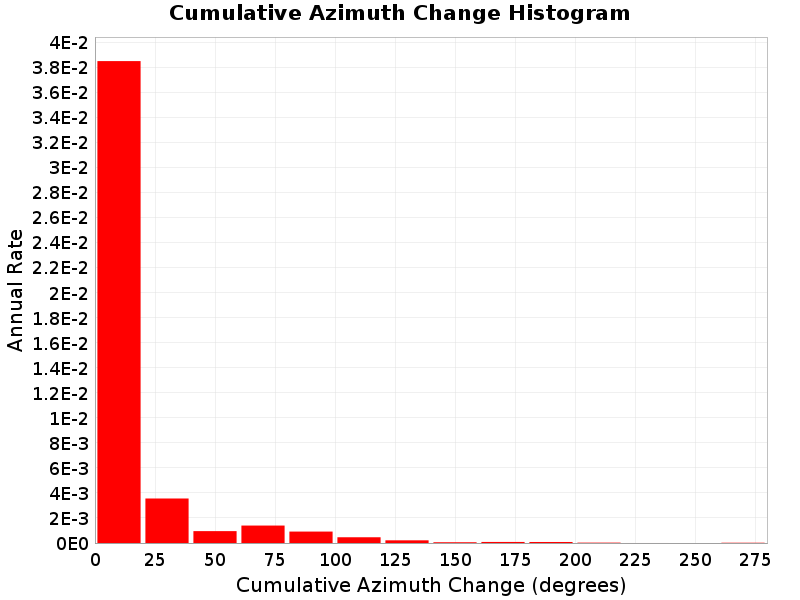 Cumulative Azimuth Change Histogram
4E-2
3.8E-2
3.6E-2
3.4E-2
3.2E-2
3E-2
2.8E-2
2.6E-2
2.4E-2
2.2E-2
2E-2
1.8E-2
1.6E-2
1.4E-2
1.2E-2
1E-2
8E-3
6E-3
4E-3
2E-3
0E0
Annual Rate
0 25 50 75 100 125 150 175 200 225 250 275
Cumulative Azimuth Change (degrees)